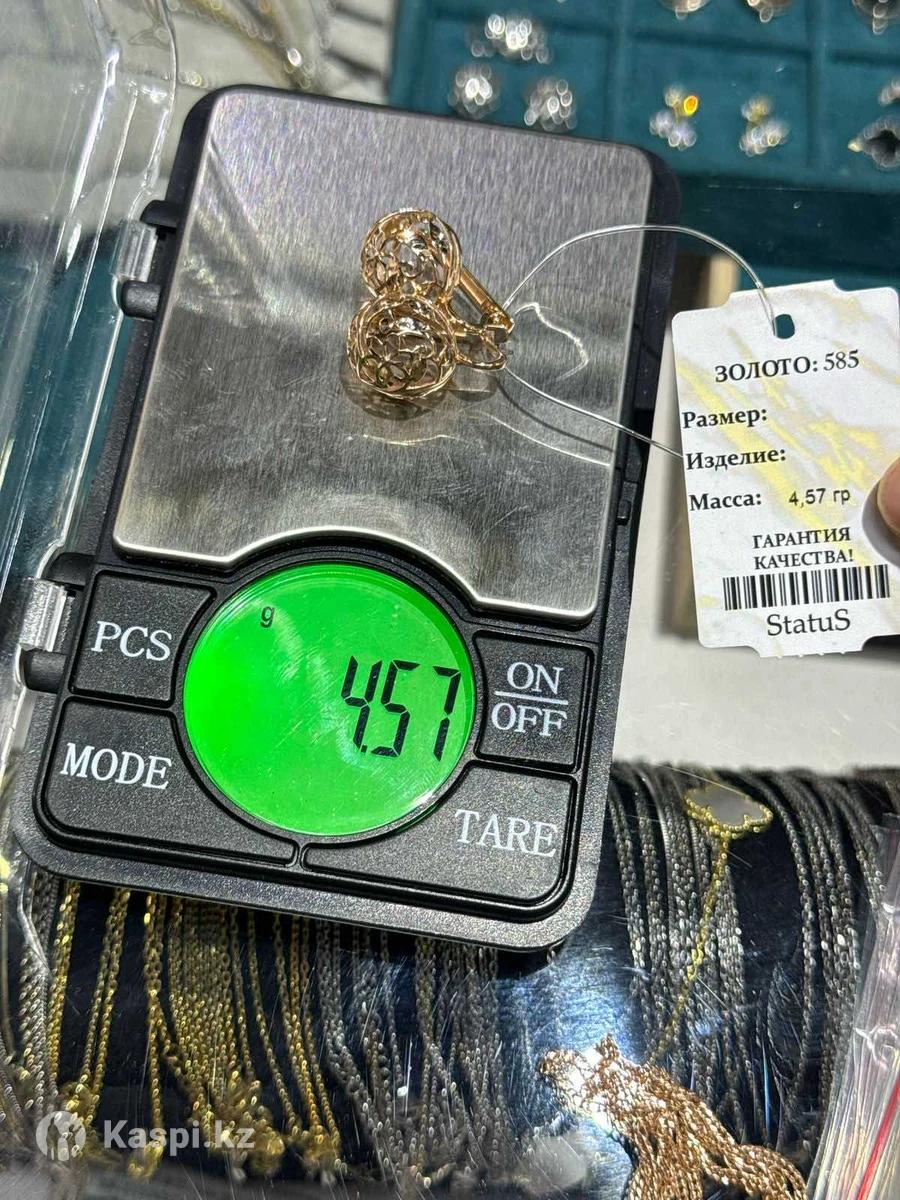 ЗОЛОТО: 585
Размер:
Изделие:
Масса: 4,57 гр
ГАРАНТИЯ
КАЧЕСТВА!
StatuS
g
4.57
PCS
ON
OFF
MODE
TARE
Kaspi.kz